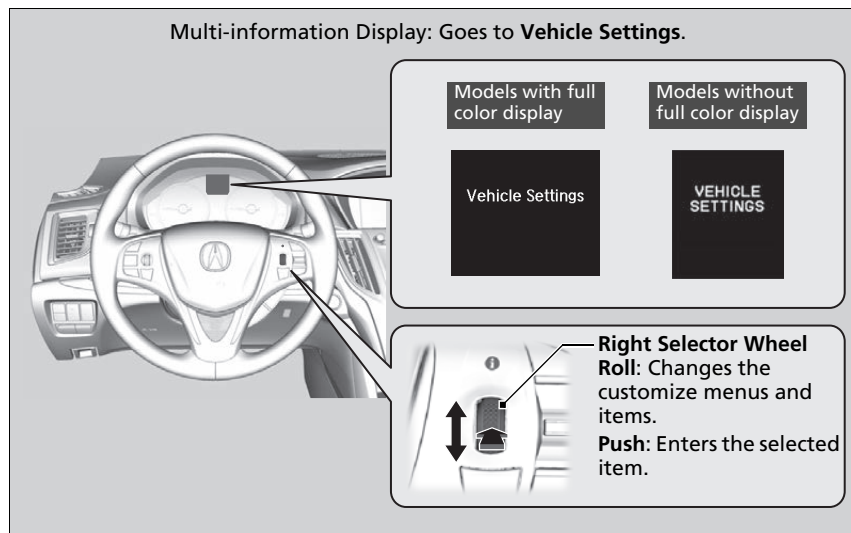 Multi-information Display: Goes to Vehicle Settings.
Models with full
color display
Models without
full color display
Vehicle Settings
VEHICLE
SETTINGS
Right Selector Wheel
Roll: Changes the
customize menus and
items.
Push: Enters the selected
item.